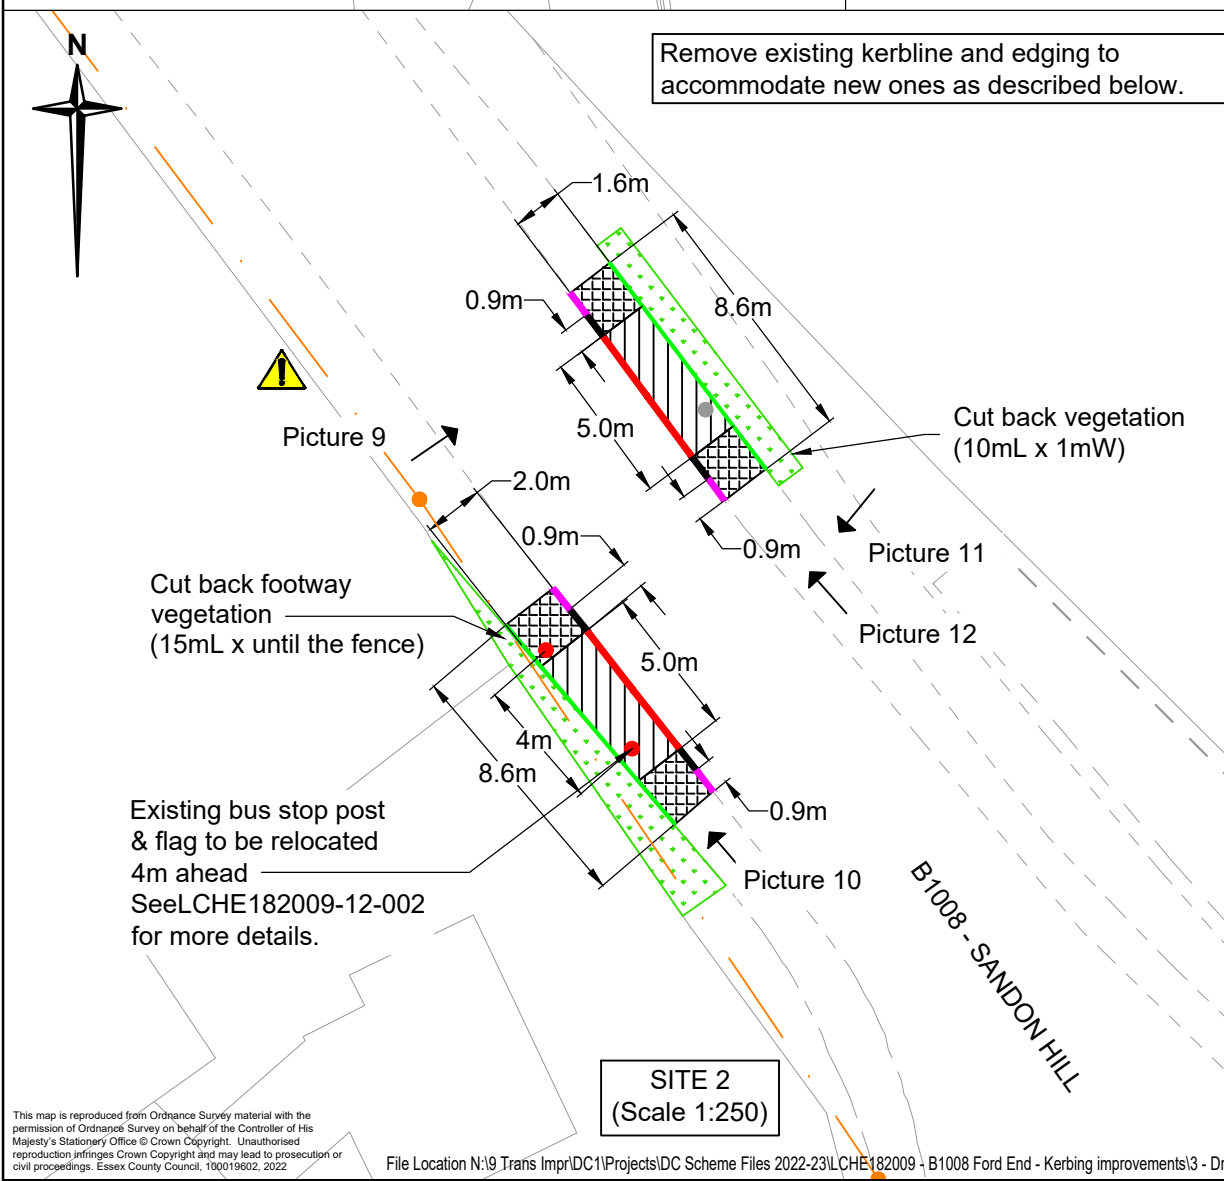 N
Remove existing kerbline and edging to
accommodate new ones as described below.
1.6m
0.9m
8.6m
5.0m
Picture 9
Cut back vegetation
(10mL x 1mW)
2.0m
0.9m
0.9m
Picture 11
Cut back footway
vegetation
(15mL x until the fence)
Picture 12
5.0m
4m
8.6m
Existing bus stop post
& flag to be relocated
4m ahead
SeeLCHE182009-12-002
for more details.
0.9m
Picture 10
B1008 - SANDON HILL
SITE 2
(Scale 1:250)
This map is reproduced from Ordnance Survey material with the
permission of Ordnance Survey on behalf of the Controller of His
Majesty's Stationery Office © Crown Copyright. Unauthorised
reproduction infringes Crown Copyright and may lead to prosecution or
civil proceedings. Essex County Council, 100019602, 2022
File Location N:\9 Trans Impr\DC1\Projects\DC Scheme Files 2022-23\LCHE182009 - B1008 Ford End - Kerbing improvements\3 - Dr